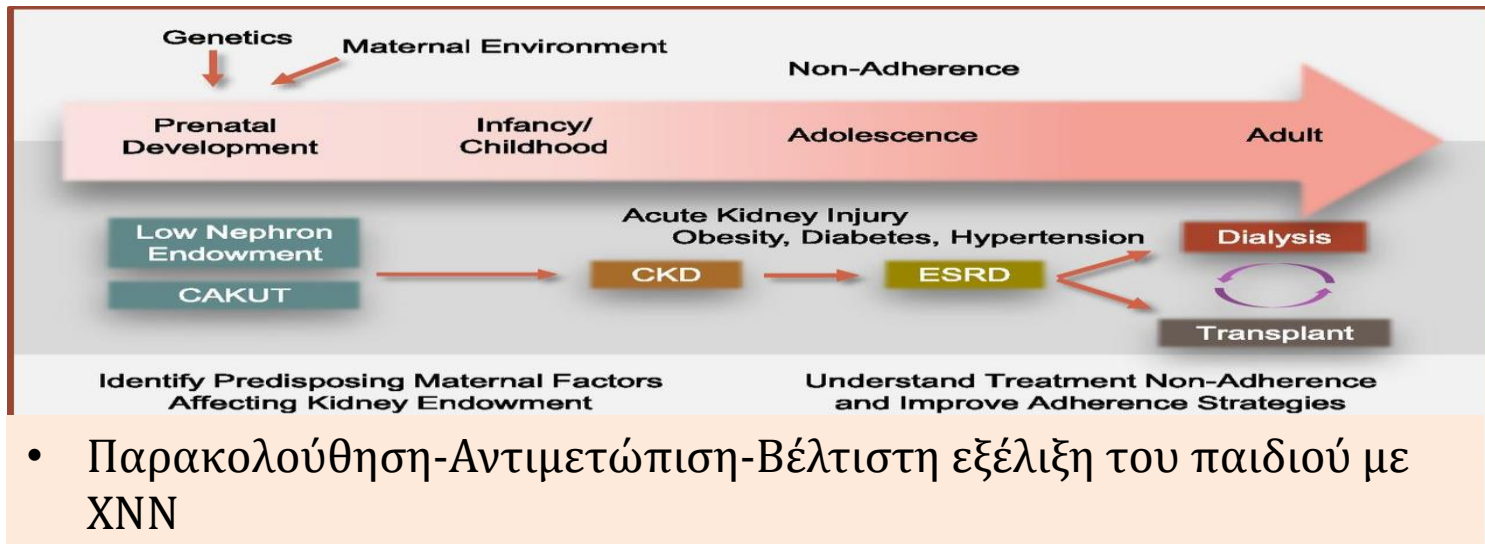 Genetics
Maternal Environment
Non-Adherence
Prenatal
Development
Infancy/
Childhood
Adolescence
Adult
Low Nephron
Endowment
CAKUT
Acute Kidney Injury
Obesity, Diabetes, Hypertension
CKD
ESRD
Dialysis
Transplant
Identify Predisposing Maternal Factors
Affecting Kidney Endowment
Understand Treatment Non-Adherence
and Improve Adherence Strategies
• Παρακολούθηση-Αντιμετώπιση-Βέλτιστη εξέλιξη του παιδιού με
ΧΝΝ